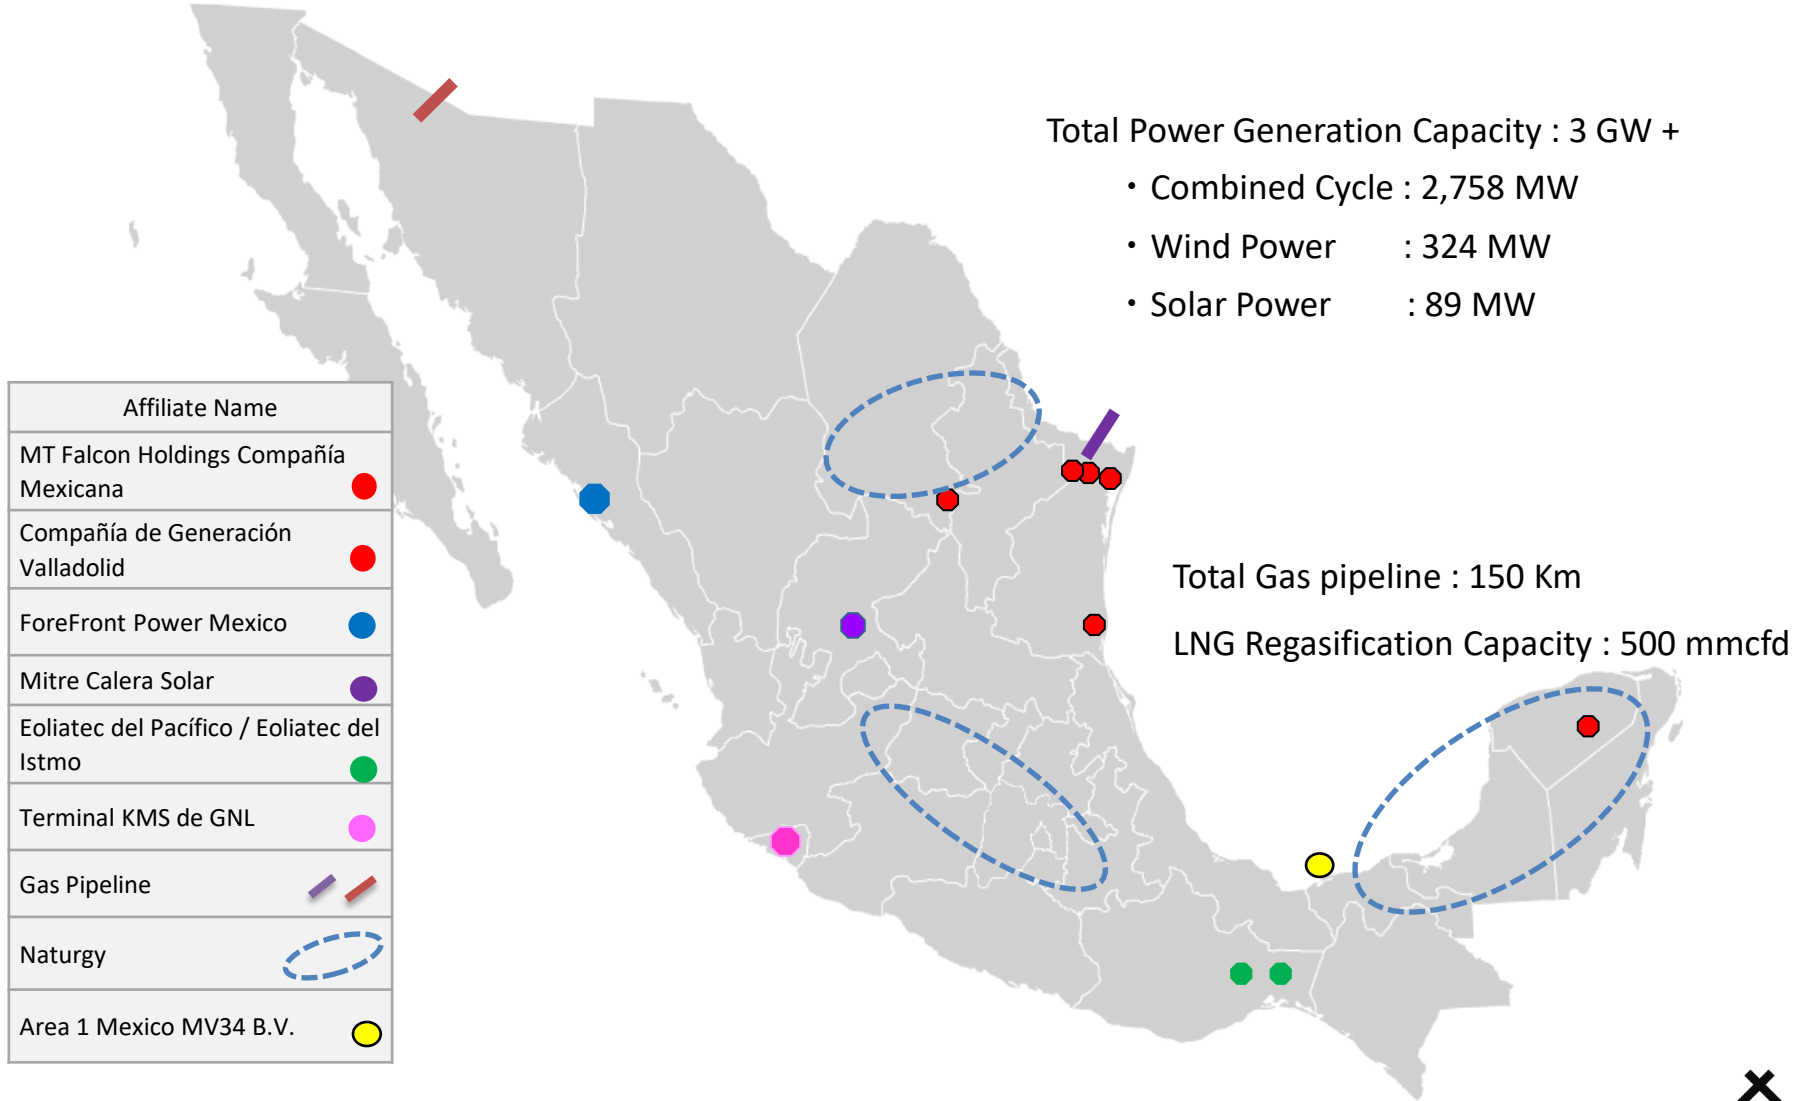 Total Power Generation Capacity : 3 GW +
・Combined Cycle : 2,758 MW
・Wind Power : 324 MW
・Solar Power : 89 MW
Affiliate Name
MT Falcon Holdings Compañía
Mexicana
Compañía de Generación
Valladolid
ForeFront Power Mexico
Mitre Calera Solar
Eoliatec del Pacífico / Eoliatec del
Istmo
Terminal KMS de GNL
Gas Pipeline
Naturgy
Area 1 Mexico MV34 B.V.
Total Gas pipeline : 150 Km
LNG Regasification Capacity : 500 mmcfd